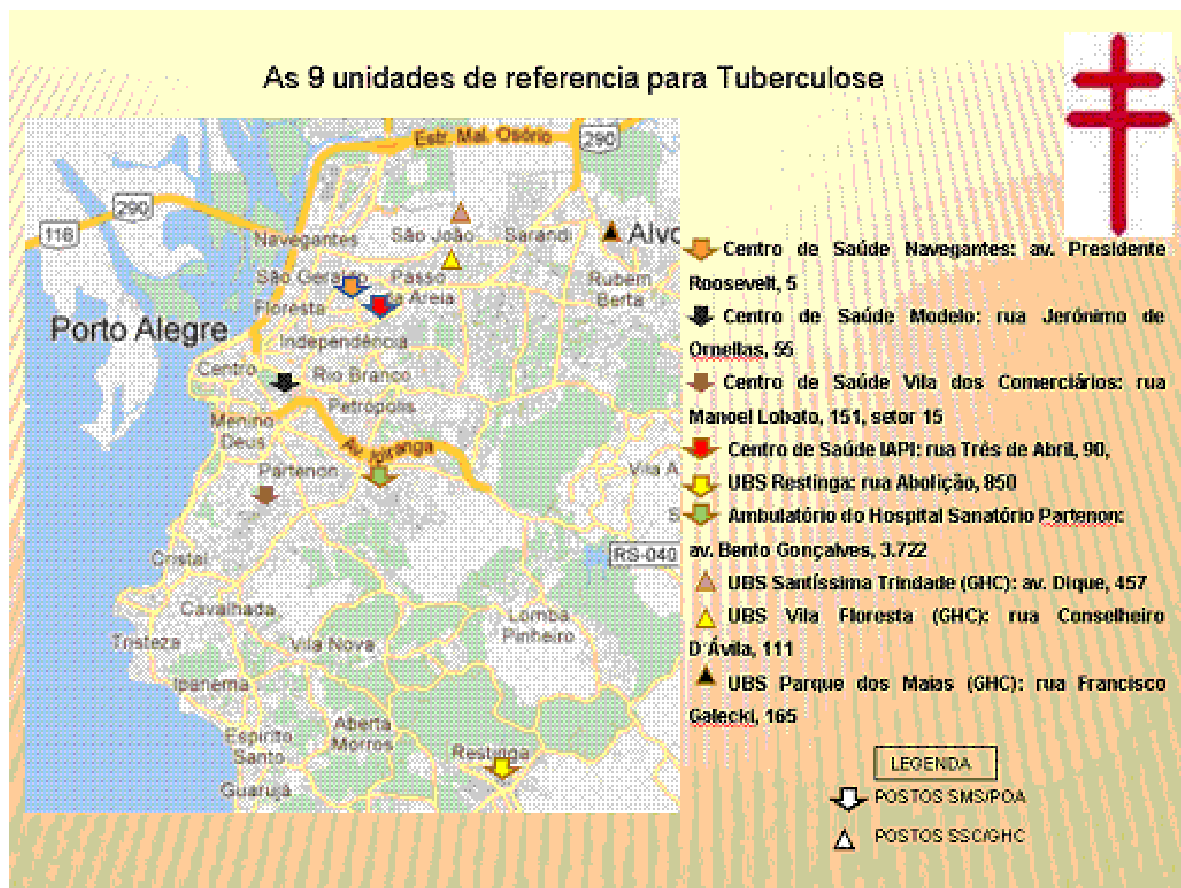 As 9 unidades de referencia para Tuberculose
Estr. Mal. Osório
290
290
118
Navegantes
São João
Sarandi
Alvo
São Geraldo
Passo
a Areia
Rubem
Berta
Floresta
Porto Alegre
Independência
Centro
Rio Branco
Petrópolis
Menino
Deus
Av. Ipiranga
Partenon
Vila A
S
RS-040
Cristal
Cavalhada
Lomba
Pinheiro
Tristeza
Vila Nova
Ipanema
Aberta
Morros
Espírito
Santo
Restinga
Guarujá
Centro de Saúde Navegantes: av. Presidente
Roosevelt, 5
Centro de Saúde Modelo: rua Jerônimo de
Ornellas, 55
Centro de Saúde Vila dos Comerciários: rua
Manoel Lobato, 151, setor 15
Centro de Saúde IAPI: rua Três de Abril, 90,
UBS Restinga: rua Abolição, 850
Ambulatório do Hospital Sanatório Partenon:
av. Bento Gonçalves, 3.722
UBS Santíssima Trindade (GHC): av. Dique, 457
UBS Vila Floresta (GHC): rua Conselheiro
D'Ávila, 111
UBS Parque dos Maias (GHC): rua Francisco
Galecki, 165
LEGENDA
POSTOS SMS/POA
POSTOS SSC/GHC